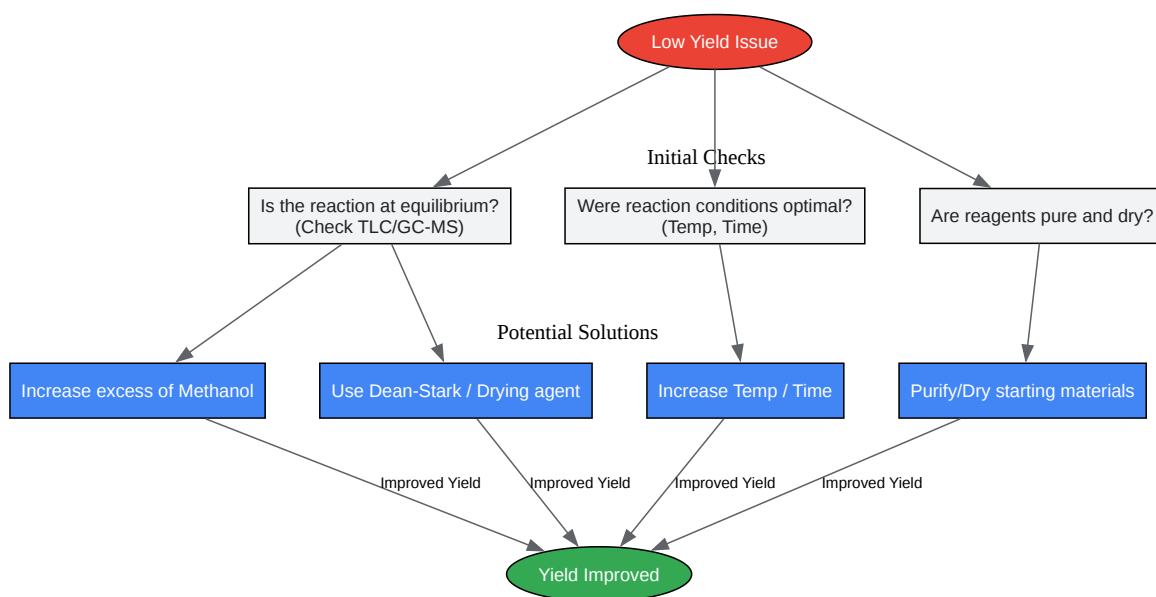 Low Yield Issue
Initial Checks
Is the reaction at equilibrium?
(Check TLC/GC-MS)
Were reaction conditions optimal?
(Temp, Time)
Are reagents pure and dry?
Potential Solutions
Increase excess of Methanol
Use Dean-Stark / Drying agent
Increase Temp / Time
Purify/Dry starting materials
Improved Yield
Improved Yield
Improved Yield
Improved Yield
Yield Improved